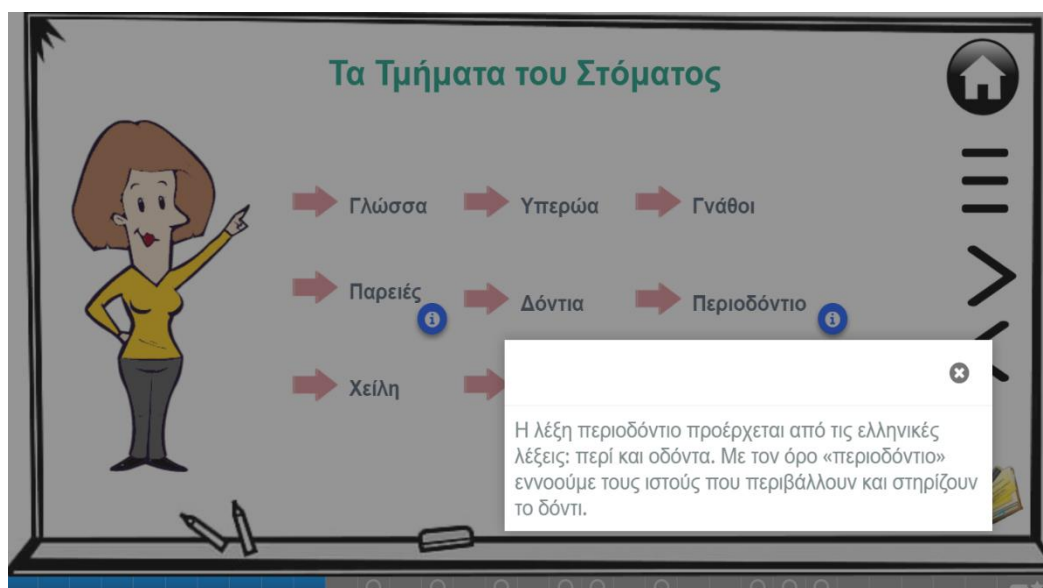 Τα Τμήματα του Στόματος
Γλώσσα Υπερώα Γνάθοι
Παρειές Δόντια Περιοδόντιο
Χείλη
Η λέξη περιοδόντιο προέρχεται από τις ελληνικές
λέξεις: περί και οδόντα. Με τον όρο «περιοδόντιο»
εννοούμε τους ιστούς που περιβάλλουν και στηρίζουν
το δόντι.